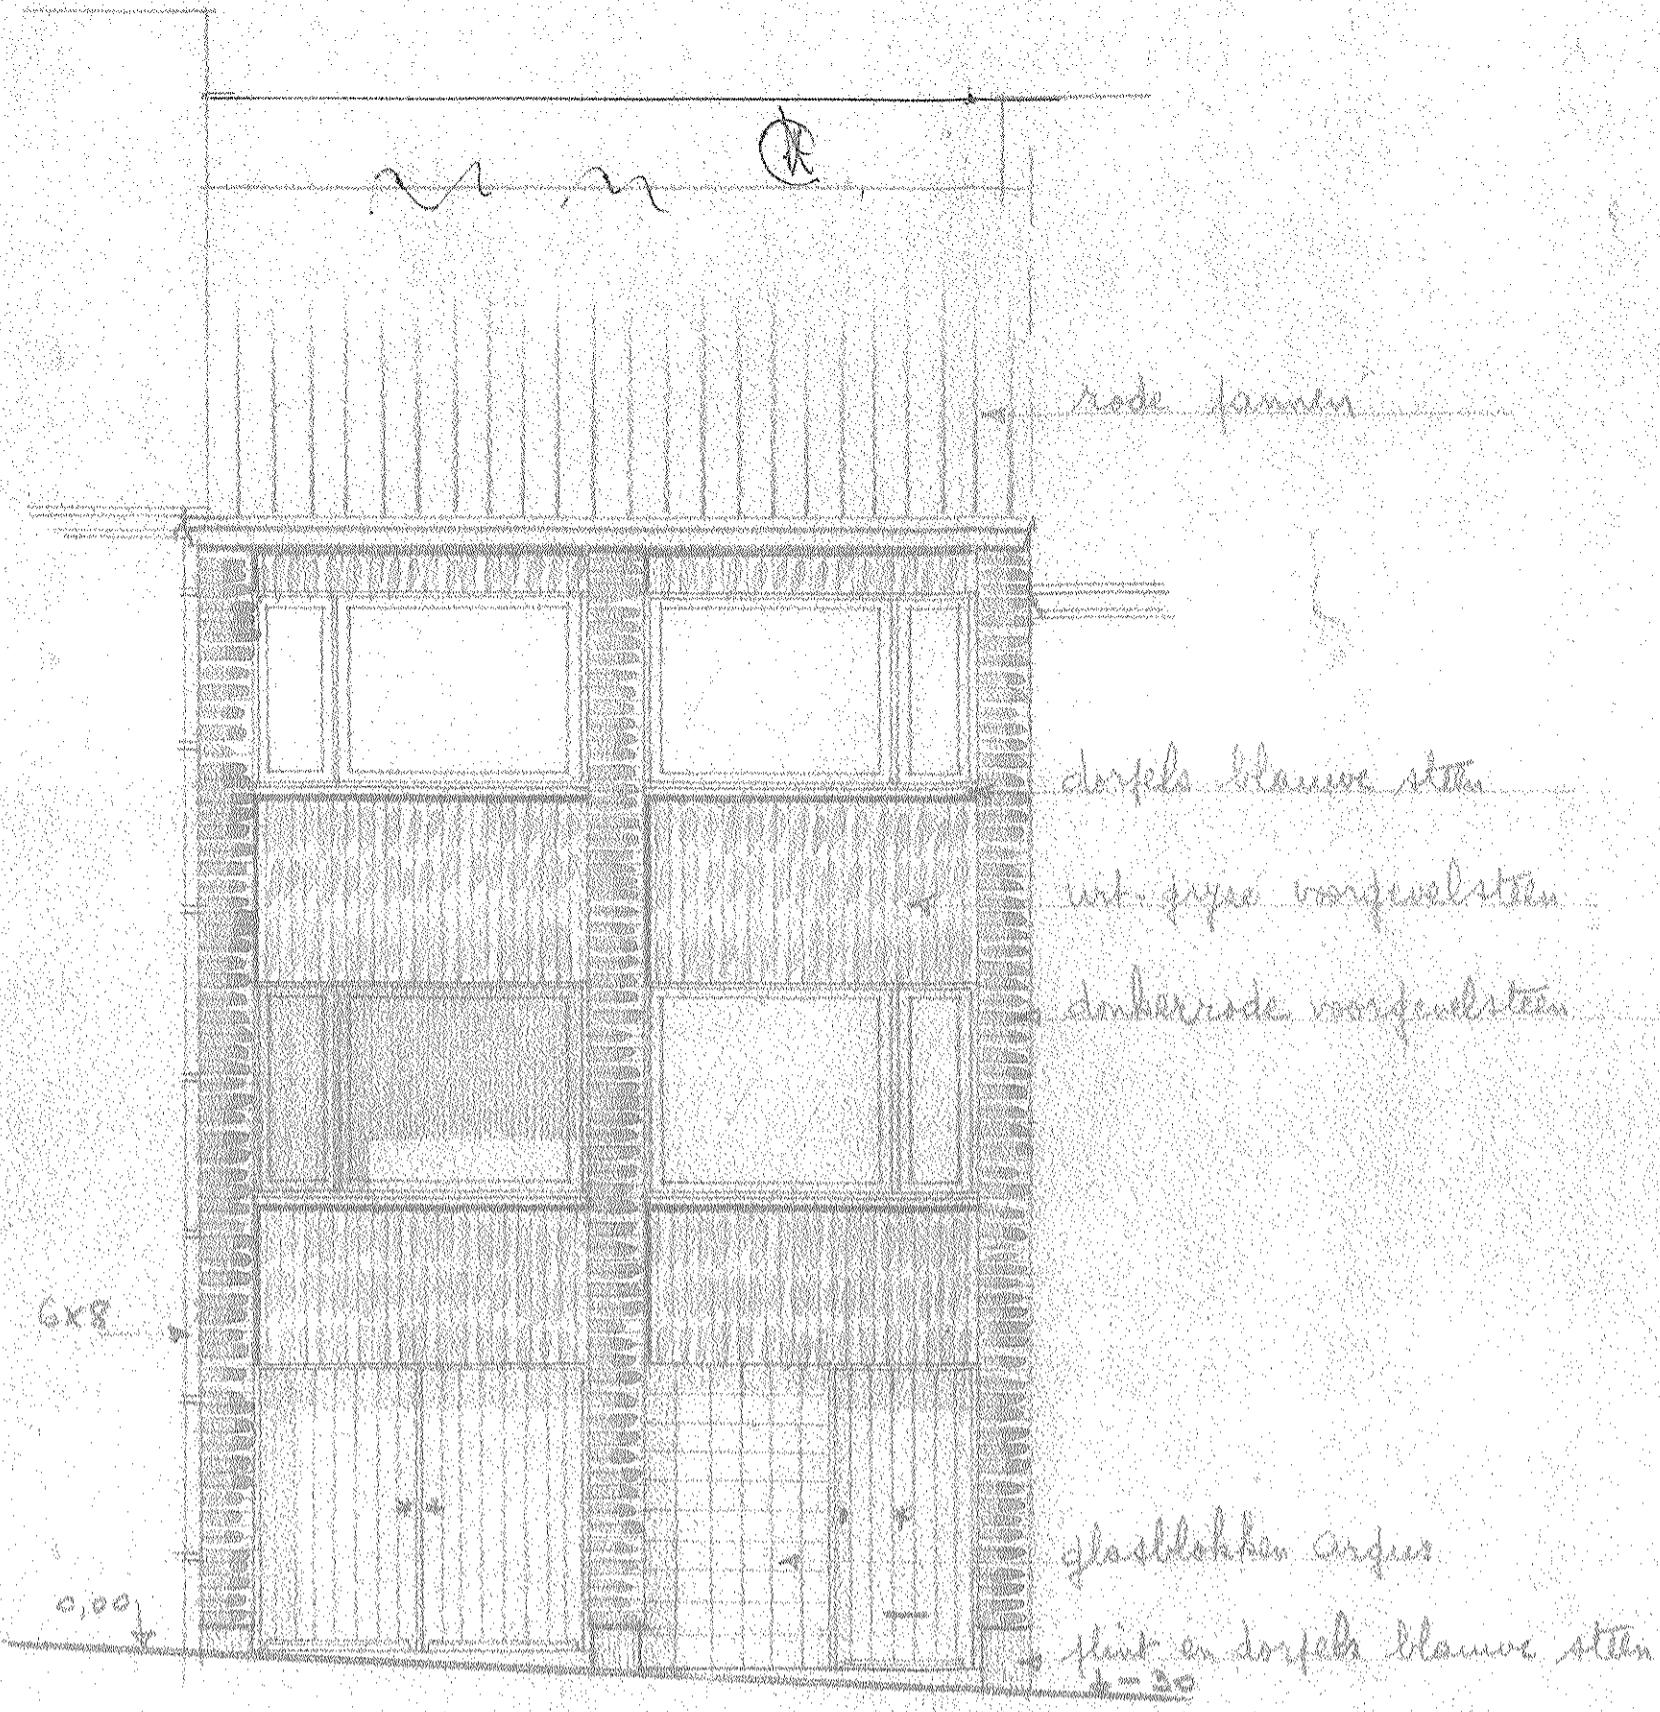 rode pannen
dorpels blauwe steen
wit-grijze voorgevelsteen
donkerrode voorgevelsteen
6x8
glasblokken Argus
0,00
plint en dorpels blauwe steen
-30